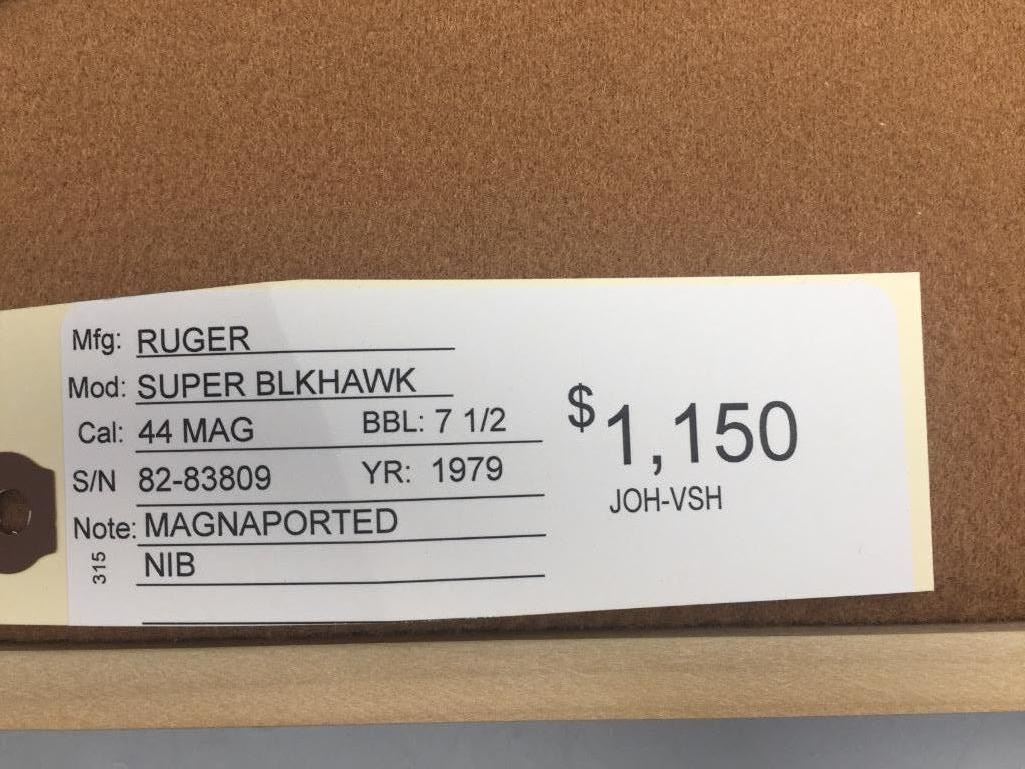 Mfg: RUGER
Mod: SUPER BLKHAWK
Cal: 44 MAG BBL: 7 1/2
S/N 82-83809 YR: 1979
Note: MAGNAPORTED
NIB
315
$1,150
JOH-VSH